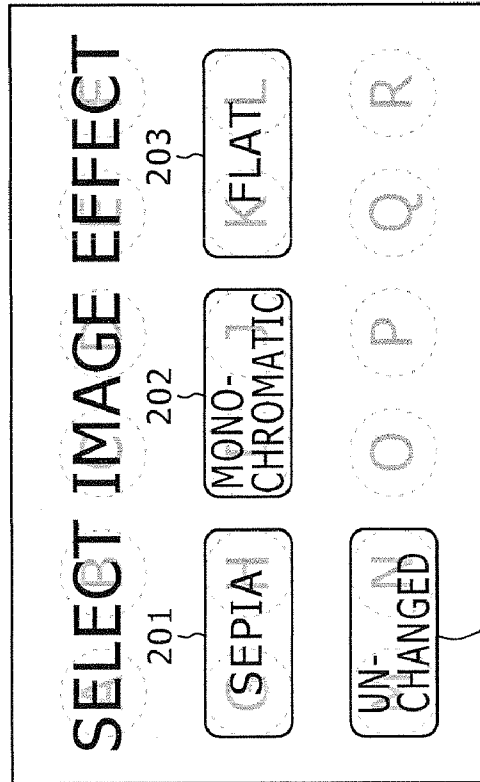 SELECT IMAGE EFFECT
A B C D E F
201
202
203
SEPIA
MONO-
CHROMATIC
FLAT
G H J K L
UN-
CHANGED
N O P Q R